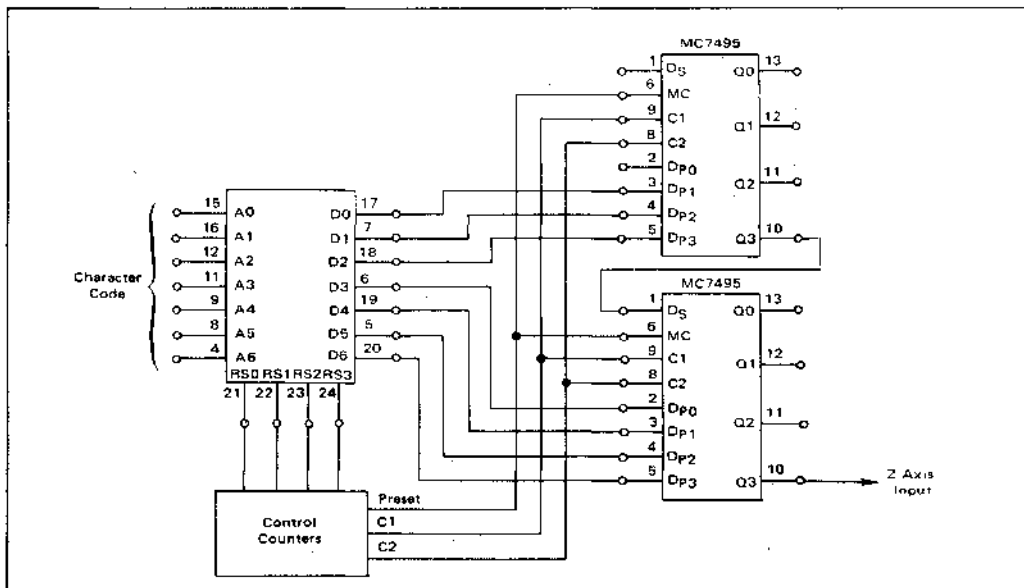 MC7495
1 DS Q0 13
6 MC
9 C1
Q1 12
8 C2
2 DP0
Q2 11
3 DP1
4 DP2
5 DP3 Q3 10
15 A0 D0 17
16 A1 D1 7
12 A2 D2 18
11 A3 D3 6
9 A4 D4 19
8 A5 D5 5
4 A6 D6 20
RS0 RS1 RS2 RS3
21 22 23 24
Character
Code
MC7495
1 DS Q0 13
6 MC
9 C1
Q1 12
8 C2
2 DP0
Q2 11
3 DP1
4 DP2
5 DP3 Q3 10
Z Axis
Input
Control
Counters
Preset
C1
C2